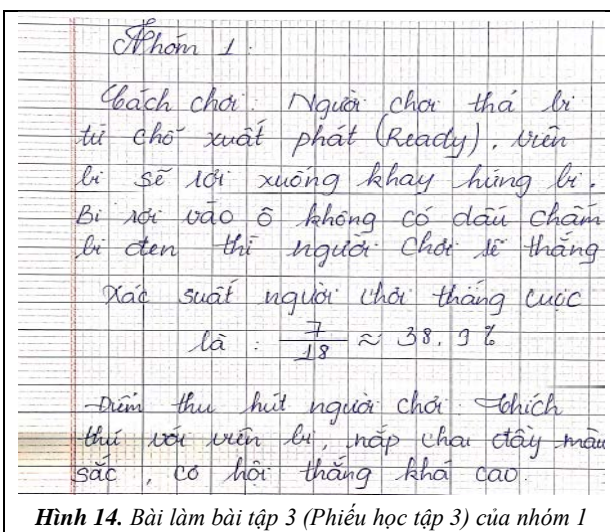 Nhóm 1.
Cách chơi: Người chơi thả bi
từ chỗ xuất phát (Ready), viên
bi sẽ rơi xuống khay hứng bi.
Bi rơi vào ô không có dấu chấm
bi đen thì người chơi sẽ thắng
Xác suất người chơi thắng cuộc
là : 7/18 ≈ 38,9%
Điểm thu hút người chơi: thích
thú với viên bi, nắp chai đầy màu
sắc, cơ hội thắng khá cao.
Hình 14. Bài làm bài tập 3 (Phiếu học tập 3) của nhóm 1